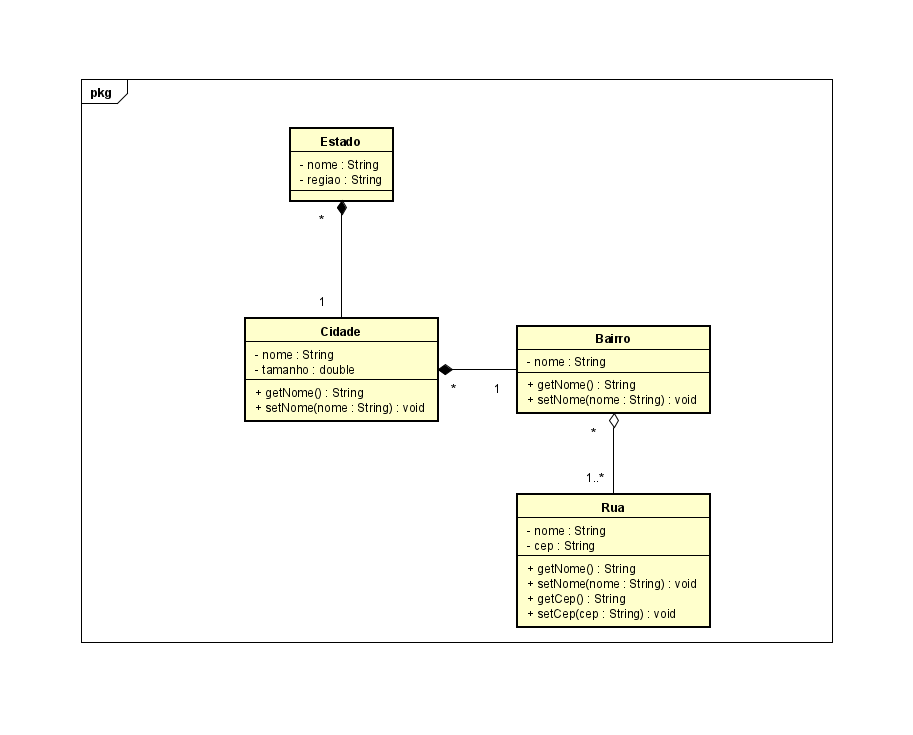 pkg
Estado
- nome : String
- regiao : String
*
1
Cidade
- nome : String
- tamanho : double
+ getNome() : String
+ setNome(nome : String) : void
*
1
Bairro
- nome : String
+ getNome() : String
+ setNome(nome : String) : void
*
1..*
Rua
- nome : String
- cep : String
+ getNome() : String
+ setNome(nome : String) : void
+ getCep() : String
+ setCep(cep : String) : void